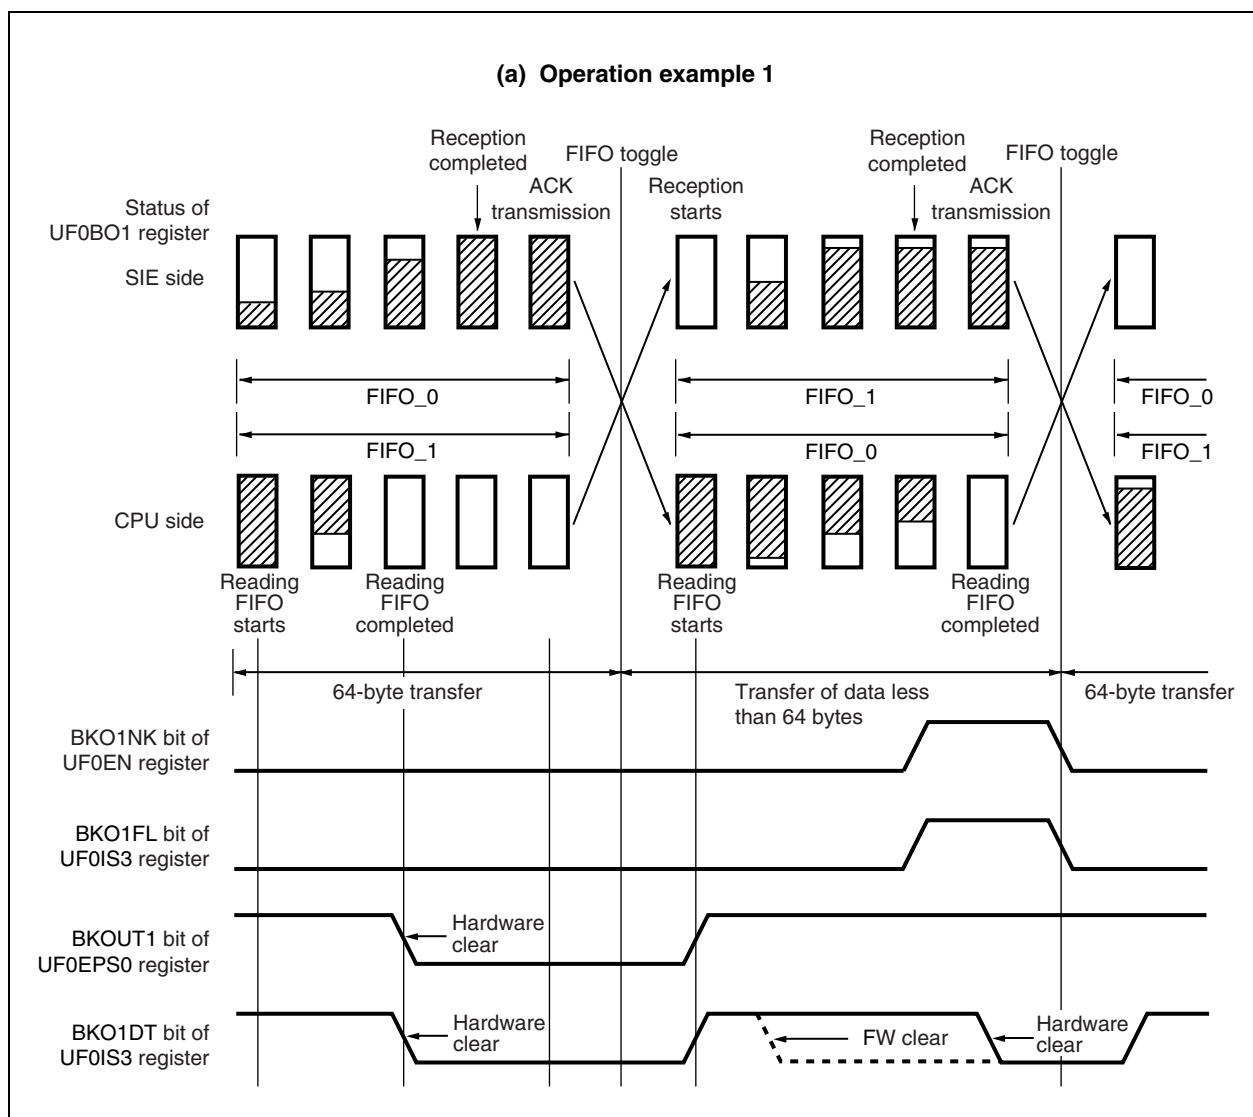 (a) Operation example 1
Reception
completed
FIFO toggle
Reception
completed
FIFO toggle
Status of
UF0BO1 register
ACK
transmission
Reception
starts
ACK
transmission
SIE side
FIFO_0
FIFO_1
FIFO_0
FIFO_1
FIFO_0
FIFO_1
CPU side
Reading
FIFO
starts
Reading
FIFO
completed
Reading
FIFO
starts
Reading
FIFO
completed
64-byte transfer
Transfer of data less
than 64 bytes
64-byte transfer
BKO1NK bit of
UF0EN register
BKO1FL bit of
UF0IS3 register
BKOUT1 bit of
UF0EPS0 register
Hardware
clear
BKO1DT bit of
UF0IS3 register
Hardware
clear
FW clear
Hardware
clear